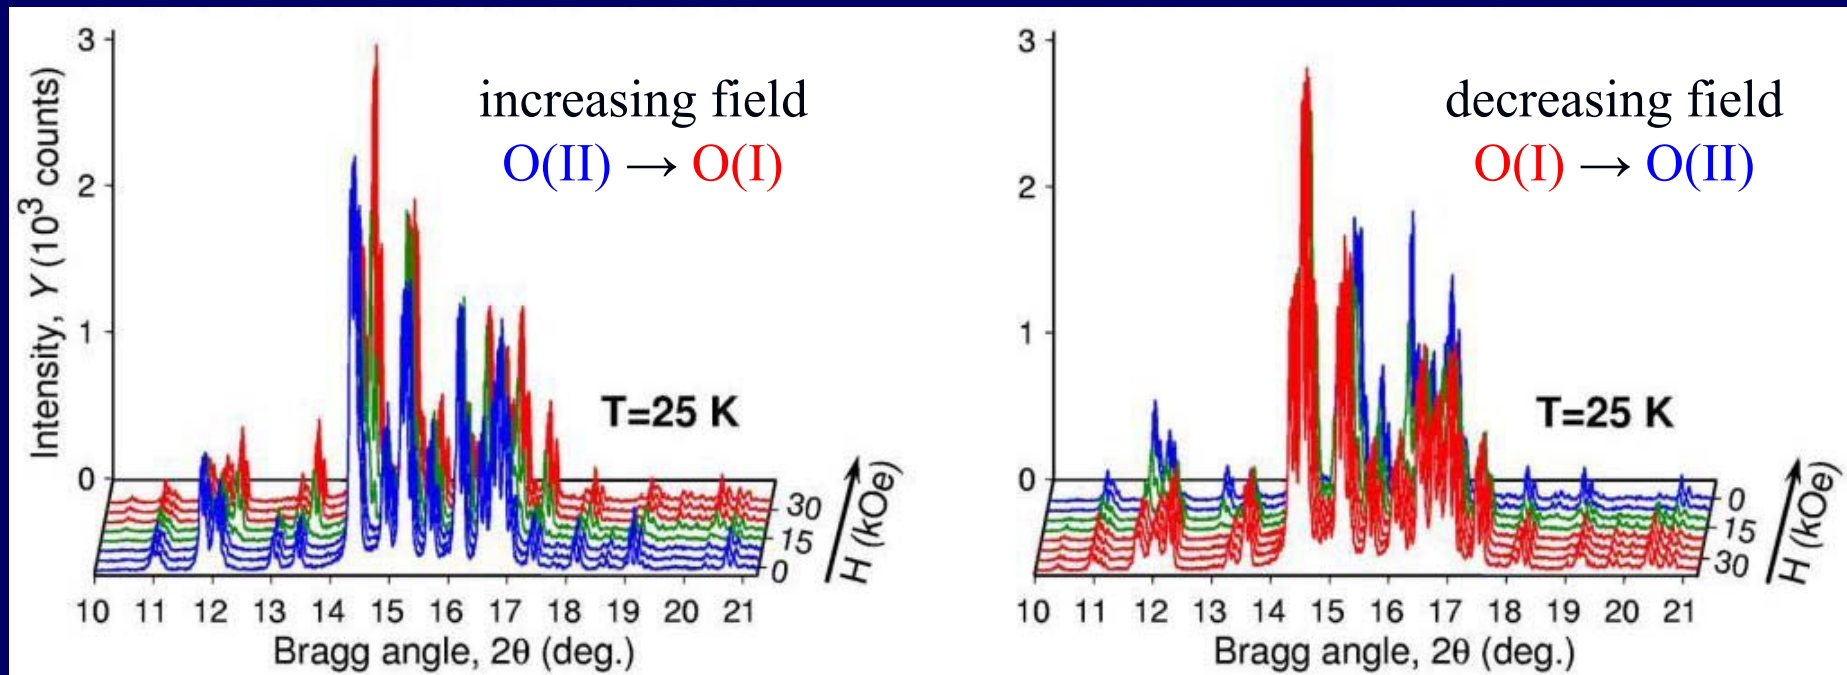 3
2
1
0
Intensity, Y (10³ counts)
increasing field
O(II) → O(I)
T=25 K
30
15
0
H (kOe)
10 11 12 13 14 15 16 17 18 19 20 21
Bragg angle, 2θ (deg.)
3
2
1
0
decreasing field
O(I) → O(II)
T=25 K
0
15
30
H (kOe)
10 11 12 13 14 15 16 17 18 19 20 21
Bragg angle, 2θ (deg.)